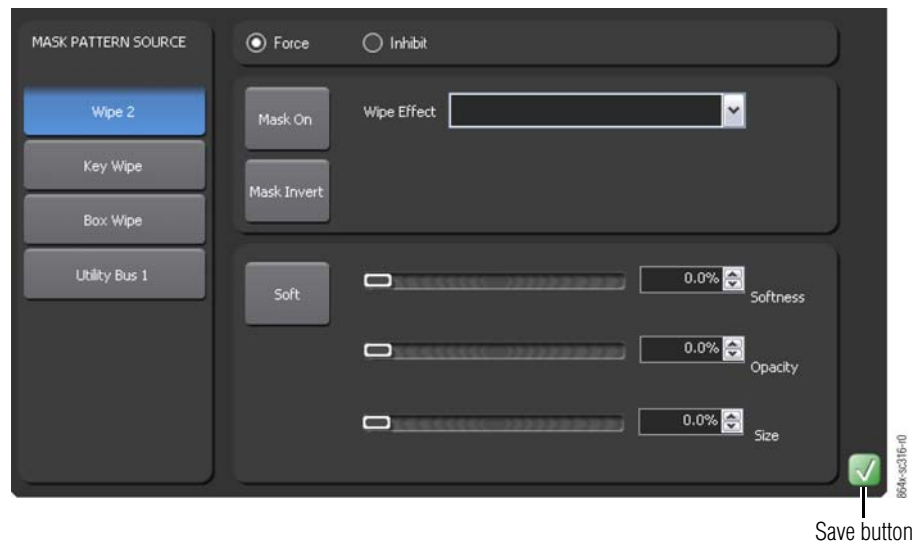 MASK PATTERN SOURCE
Wipe 2
Key Wipe
Box Wipe
Utility Bus 1
Force
Inhibit
Mask On
Wipe Effect
Mask Invert
Soft
0.0%
Softness
0.0%
Opacity
0.0%
Size
864x-sc316-r0
Save button